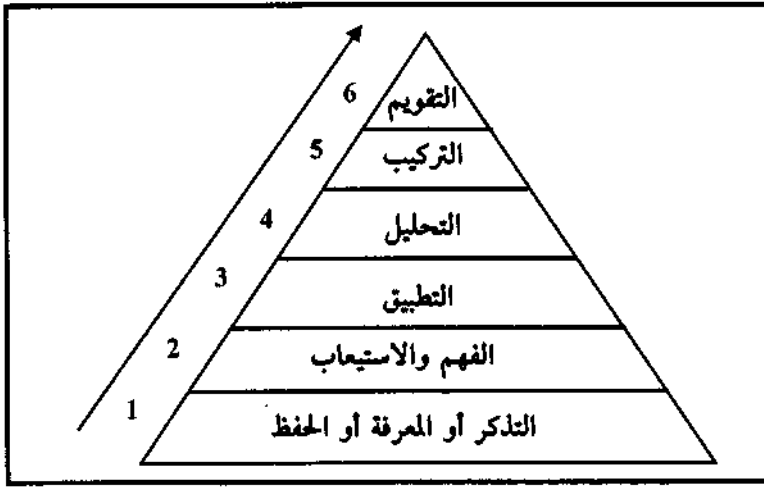 6 التقويم
5 التركيب
4 التحليل
3 التطبيق
2 الفهم والاستيعاب
1 التذكر أو المعرفة أو الحفظ